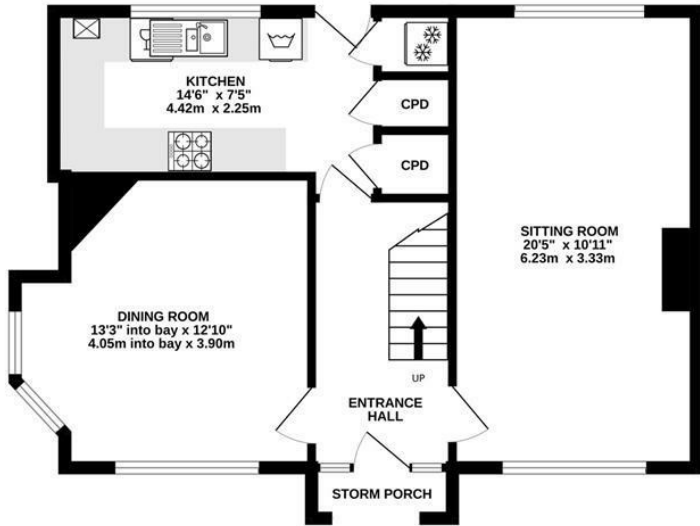 KITCHEN
14'6" x 7'5"
4.42m x 2.25m
CPD
CPD
SITTING ROOM
20'5" x 10'11"
6.23m x 3.33m
DINING ROOM
13'3" into bay x 12'10"
4.05m into bay x 3.90m
UP
ENTRANCE
HALL
STORM PORCH